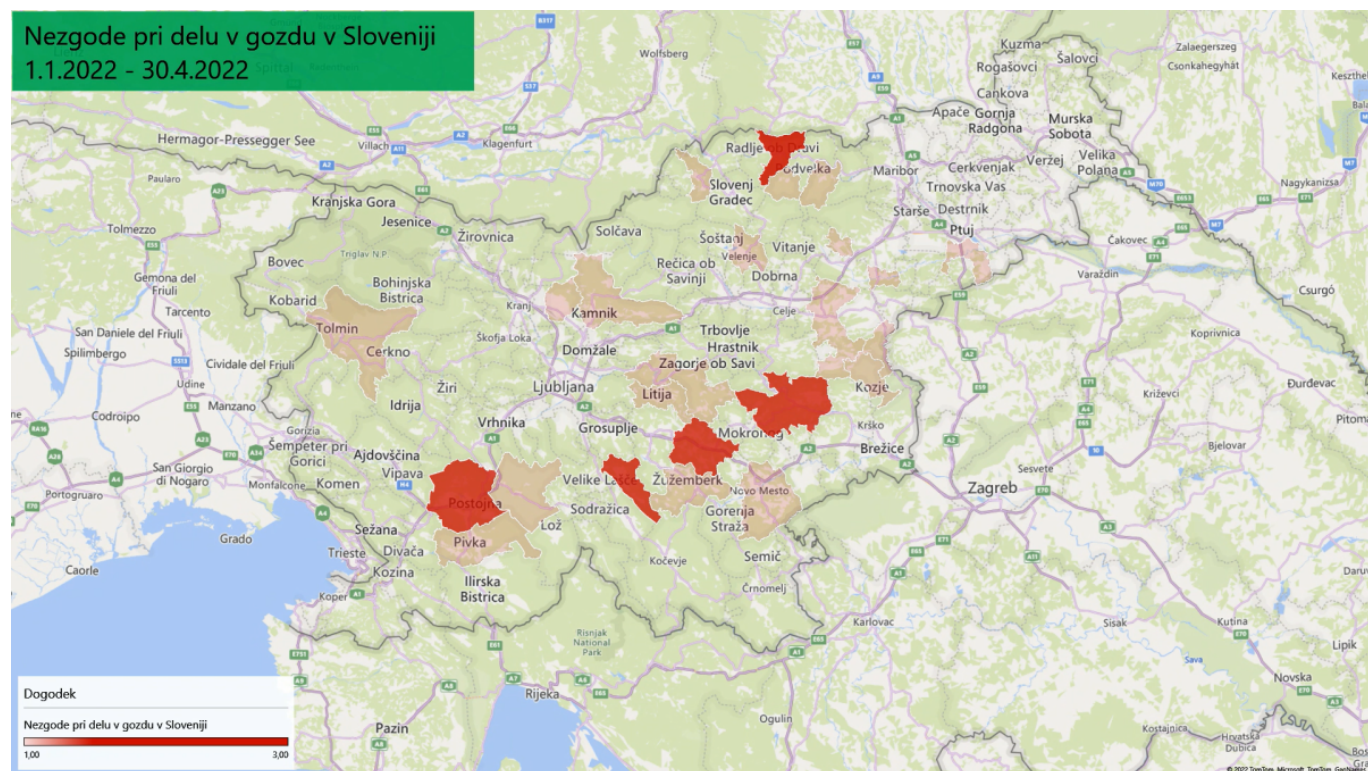 Nezgode pri delu v gozdu v Sloveniji
1.1.2022 - 30.4.2022
Wolfsberg
Hermagor-Pressegger See
Villach
Klagenfurt
Paularo
Tolmezzo
Gemona del
Friuli
Tarcento
San Daniele del Friuli
Spilimbergo
Cividale del Friuli
Udine
Manzano
Codroipo
Gorizia
San Giorgio
di Nogaro
Monfalcone
Portogruaro
Grado
Caorle
Kranjska Gora
Jesenice
Žirovnica
Bovec
Triglav N.P.
Bohinjska
Bistrica
Kobarid
Tolmin
Cerkno
Idrija
Žiri
Kranj
Škofja Loka
Kamnik
Domžale
Ljubljana
Vrhnika
Grosuplje
Šempeter pri
Gorici
Ajdovščina
Vipava
Komen
Sežana
Trieste
Divača
Kozina
Koper
Postojna
Pivka
Lož
Ilirska
Bistrica
Velike Lašče
Sodražica
Kočevje
Žužemberk
Novo Mesto
Gorenja
Straža
Semič
Črnomelj
Mokronog
Krško
Brežice
Kozje
Litija
Zagorje ob Savi
Trbovlje
Hrastnik
Celje
Solčava
Rečica ob
Savinji
Šoštanj
Velenje
Dobrna
Vitanje
Slovenj
Gradec
Radlje ob Dravi
Podvelka
Maribor
Starše
Destrnik
Ptuj
Trnovska Vas
Cerkvenjak
Apače
Gornja
Radgona
Murska
Sobota
Veržej
Velika
Polana
Kuzma
Rogašovci
Šalovci
Cankova
Zalaegerszeg
Csonkahegyhát
Nagykanizsa
Čakovec
Varaždin
Csurgó
Koprivnica
Križevci
Đurđevac
Bjelovar
Sesvete
Zagreb
Karlovac
Sisak
Kutina
Lipik
Sava
Novska
Kostajnica
Hrvatska
Dubica
Ogulin
Risnjak
National
Park
Rijeka
Pazin
Dogodek
Nezgode pri delu v gozdu v Sloveniji
1,00
3,00